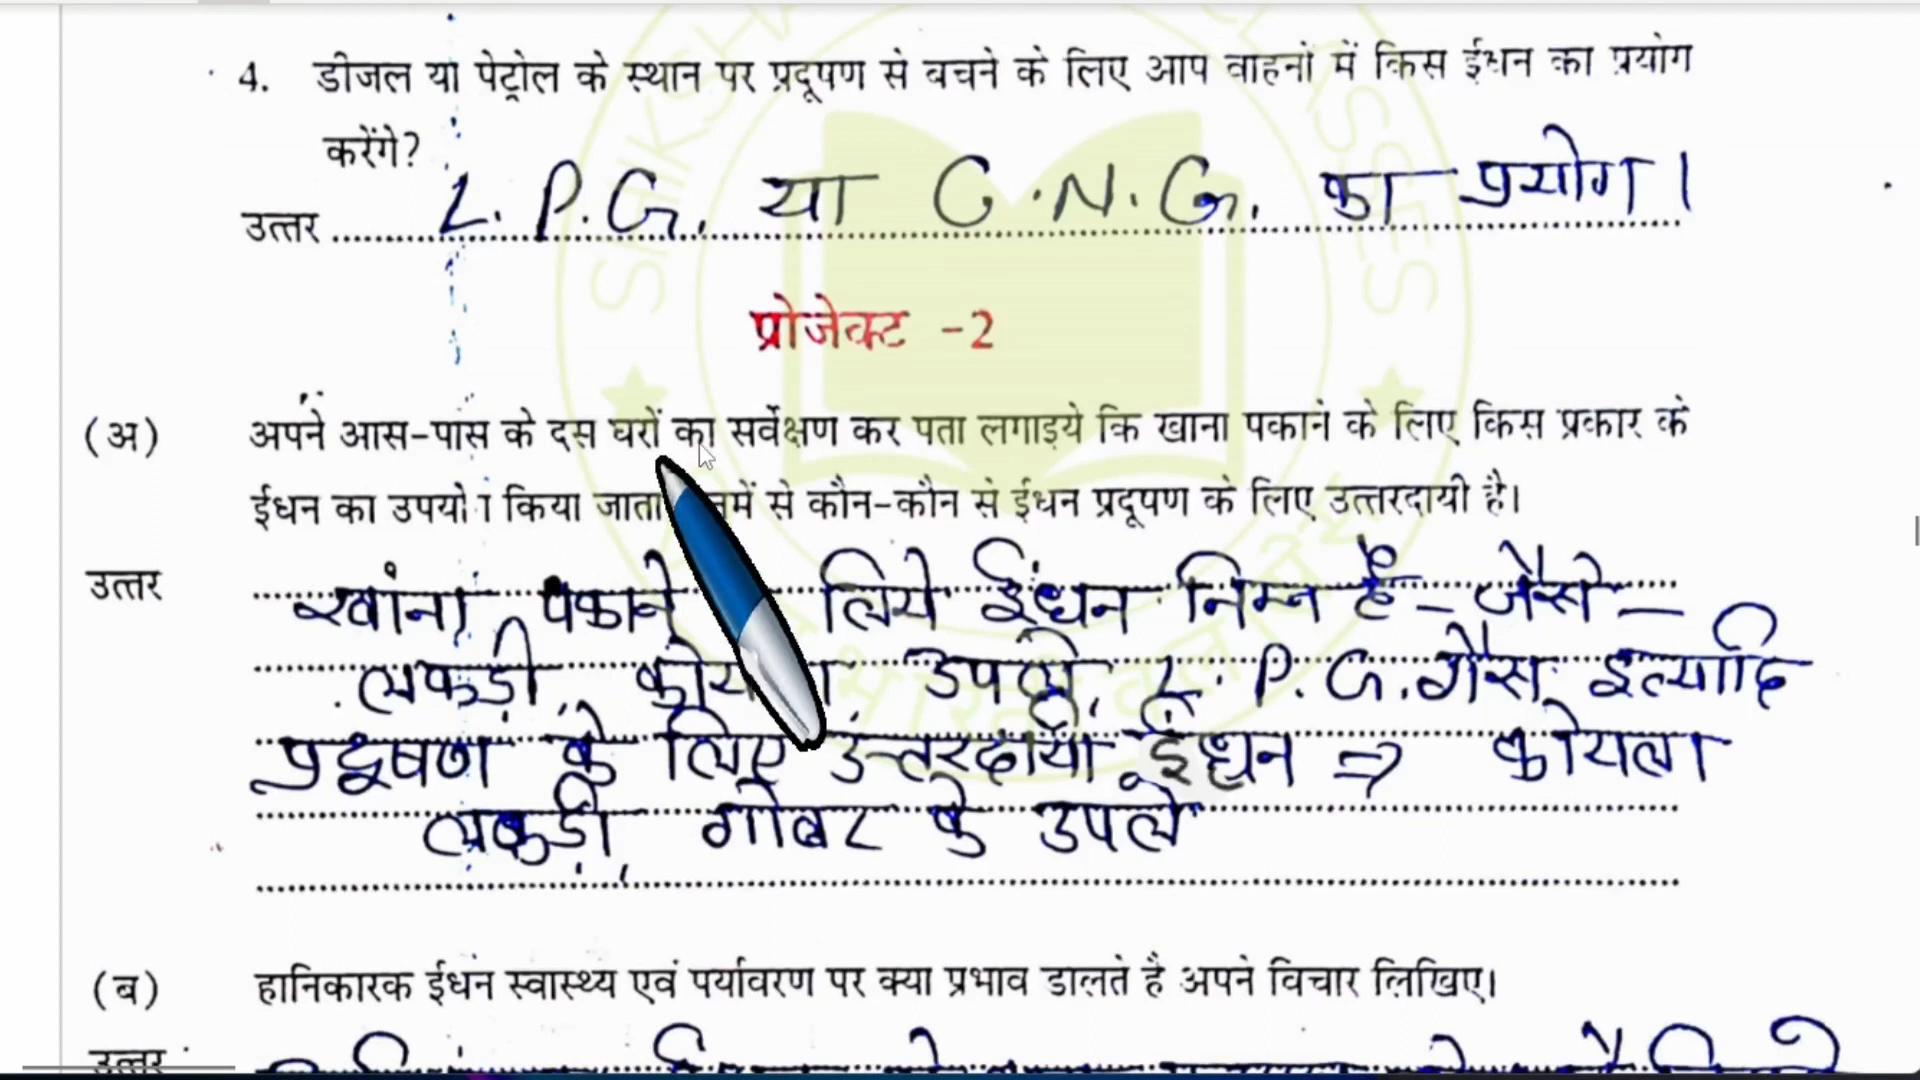 4. डीजल या पेट्रोल के स्थान पर प्रदूषण से बचने के लिए आप वाहनों में किस ईंधन का प्रयोग
करेंगे?
उत्तर L.P.G. या C.N.G. का प्रयोग।
प्रोजेक्ट -2
(अ) अपने आस-पास के दस घरों का सर्वेक्षण कर पता लगाइये कि खाना पकाने के लिए किस प्रकार के
ईधन का उपयो ा किया जाता में से कौन-कौन से ईधन प्रदूषण के लिए उत्तरदायी है।
उत्तर खांना पकाने लिये ईंधन निम्न हैं - जैसे -
लकड़ी, उपले, L.P.G. गैस इत्यादि
प्रदूषण के लिए उत्तरदायी ईंधन ⇒ कोयला
लकड़ी, गोबर के उपले
(ब) हानिकारक ईधन स्वास्थ्य एवं पर्यावरण पर क्या प्रभाव डालते है अपने विचार लिखिए।
उत्तर